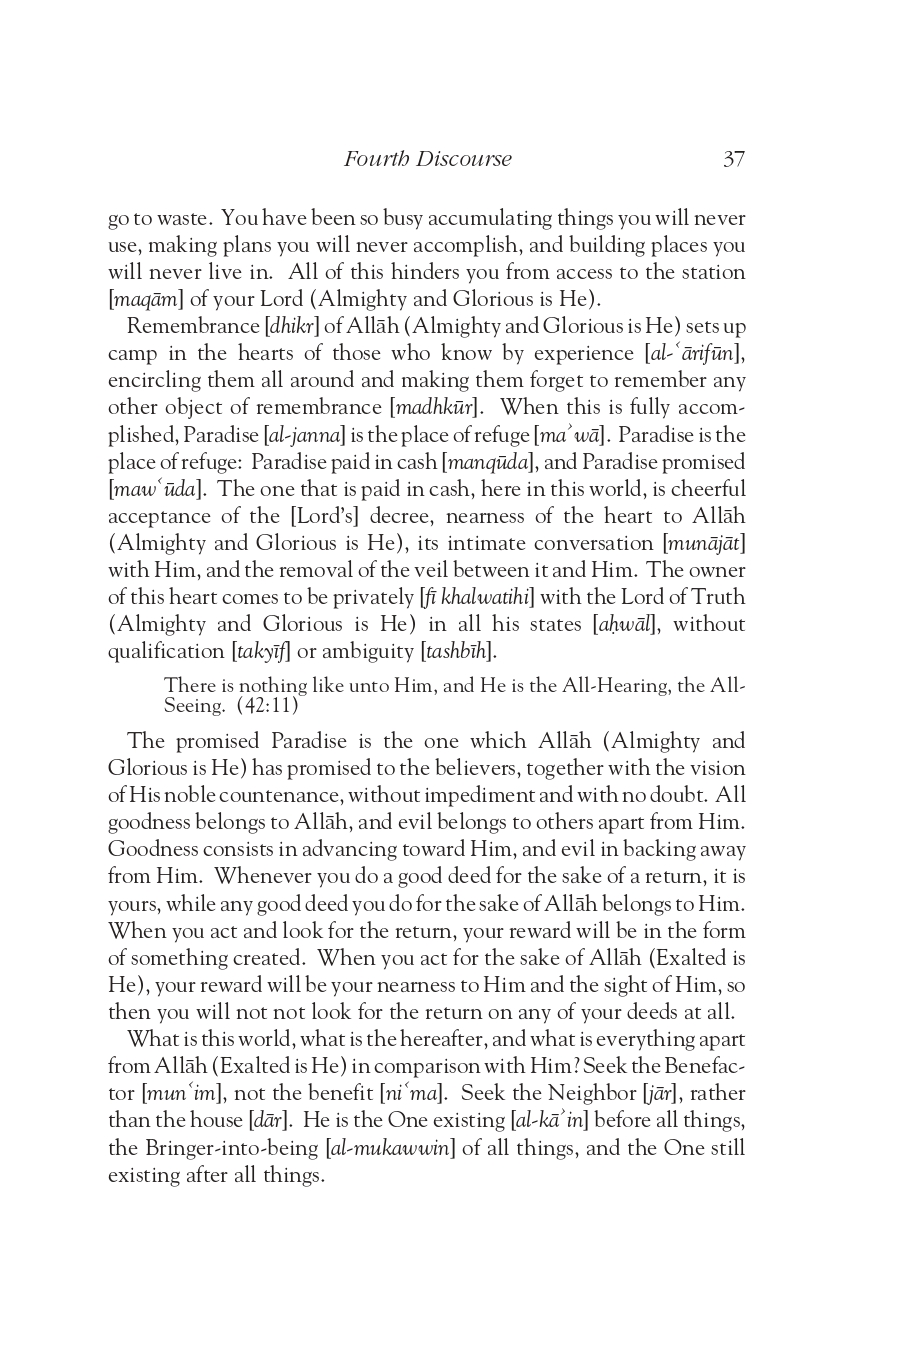 Fourth Discourse 37
go to waste. You have been so busy accumulating things you will never
use, making plans you will never accomplish, and building places you
will never live in. All of this hinders you from access to the station
[maqām] of your Lord (Almighty and Glorious is He).
Remembrance [dhikr] of Allāh (Almighty and Glorious is He) sets up
camp in the hearts of those who know by experience [al-ʿārifūn],
encircling them all around and making them forget to remember any
other object of remembrance [madhkūr]. When this is fully accom-
plished, Paradise [al-janna] is the place of refuge [maʾwā]. Paradise is the
place of refuge: Paradise paid in cash [manqūda], and Paradise promised
[mawʿūda]. The one that is paid in cash, here in this world, is cheerful
acceptance of the [Lord's] decree, nearness of the heart to Allāh
(Almighty and Glorious is He), its intimate conversation [munājāt]
with Him, and the removal of the veil between it and Him. The owner
of this heart comes to be privately [fī khalwatihi] with the Lord of Truth
(Almighty and Glorious is He) in all his states [aḥwāl], without
qualification [takyīf] or ambiguity [tashbīh].
There is nothing like unto Him, and He is the All-Hearing, the All-
Seeing. (42:11)
The promised Paradise is the one which Allāh (Almighty and
Glorious is He) has promised to the believers, together with the vision
of His noble countenance, without impediment and with no doubt. All
goodness belongs to Allāh, and evil belongs to others apart from Him.
Goodness consists in advancing toward Him, and evil in backing away
from Him. Whenever you do a good deed for the sake of a return, it is
yours, while any good deed you do for the sake of Allāh belongs to Him.
When you act and look for the return, your reward will be in the form
of something created. When you act for the sake of Allāh (Exalted is
He), your reward will be your nearness to Him and the sight of Him, so
then you will not not look for the return on any of your deeds at all.
What is this world, what is the hereafter, and what is everything apart
from Allāh (Exalted is He) in comparison with Him? Seek the Benefac-
tor [munʿim], not the benefit [niʿma]. Seek the Neighbor [jār], rather
than the house [dār]. He is the One existing [al-kāʾin] before all things,
the Bringer-into-being [al-mukawwin] of all things, and the One still
existing after all things.